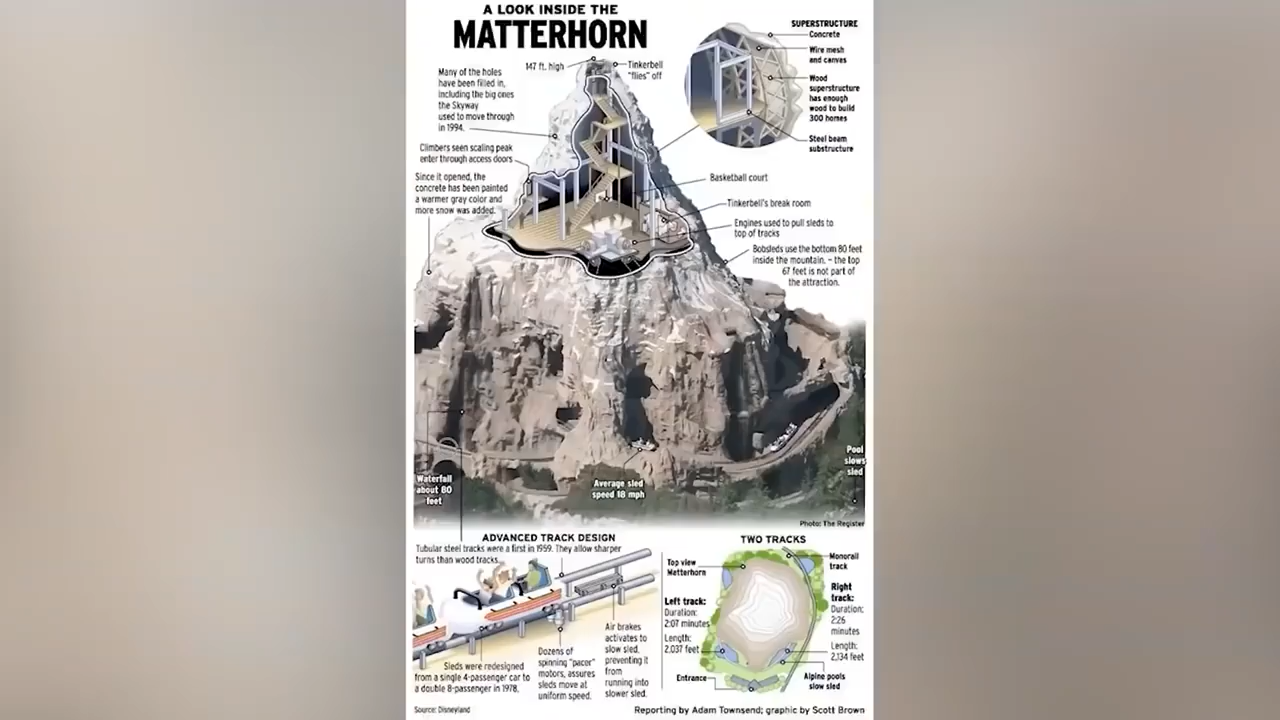 A LOOK INSIDE THE
MATTERHORN
147 ft. high
Tinkerbell
"flies" off
Many of the holes
have been filled in,
including the big ones
the Skyway
used to move through
in 1994.
Climbers seen scaling peak
enter through access doors
Since it opened, the
concrete has been painted
a warmer gray color and
more snow was added.
SUPERSTRUCTURE
Concrete
Wire mesh
and canvas
Wood
superstructure
has enough
wood to build
300 homes
Steel beam
substructure
Basketball court
Tinkerbell's break room
Engines used to pull sleds to
top of tracks
Bobsleds use the bottom 80 feet
inside the mountain. – the top
67 feet is not part of
the attraction.
Waterfall
about 80
feet
Average sled
speed 18 mph
Pool
slows
sled
Photo: The Register
ADVANCED TRACK DESIGN
Tubular steel tracks were a first in 1959. They allow sharper
turns than wood tracks.
Sleds were redesigned
from a single 4-passenger car to
a double 8-passenger in 1978.
Dozens of
spinning "pacer"
motors, assures
sleds move at
uniform speed.
Air brakes
activates to
slow sled,
preventing it
from
running into
slower sled.
TWO TRACKS
Top view
Matterhorn
Monorail
track
Left track:
Duration:
2:07 minutes
Length:
2,037 feet
Right
track:
Duration:
2:26
minutes
Length:
2,134 feet
Entrance
Alpine pools
slow sled
Source: Disneyland
Reporting by Adam Townsend; graphic by Scott Brown